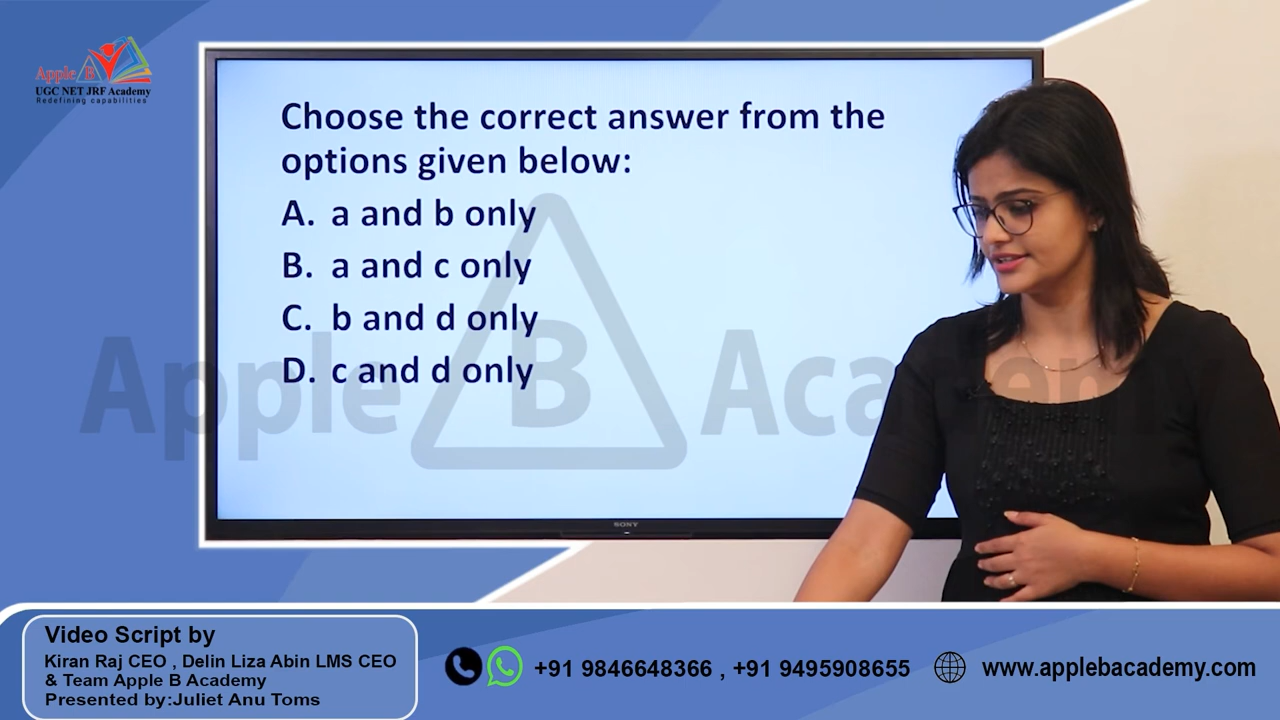 Apple B
UGC NET JRF Academy
Redefining capabilities
Choose the correct answer from the
options given below:
A. a and b only
B. a and c only
C. b and d only
D. c and d only
Apple B Academy
SONY
Video Script by
Kiran Raj CEO , Delin Liza Abin LMS CEO
& Team Apple B Academy
Presented by:Juliet Anu Toms
+91 9846648366 , +91 9495908655
www.applebacademy.com